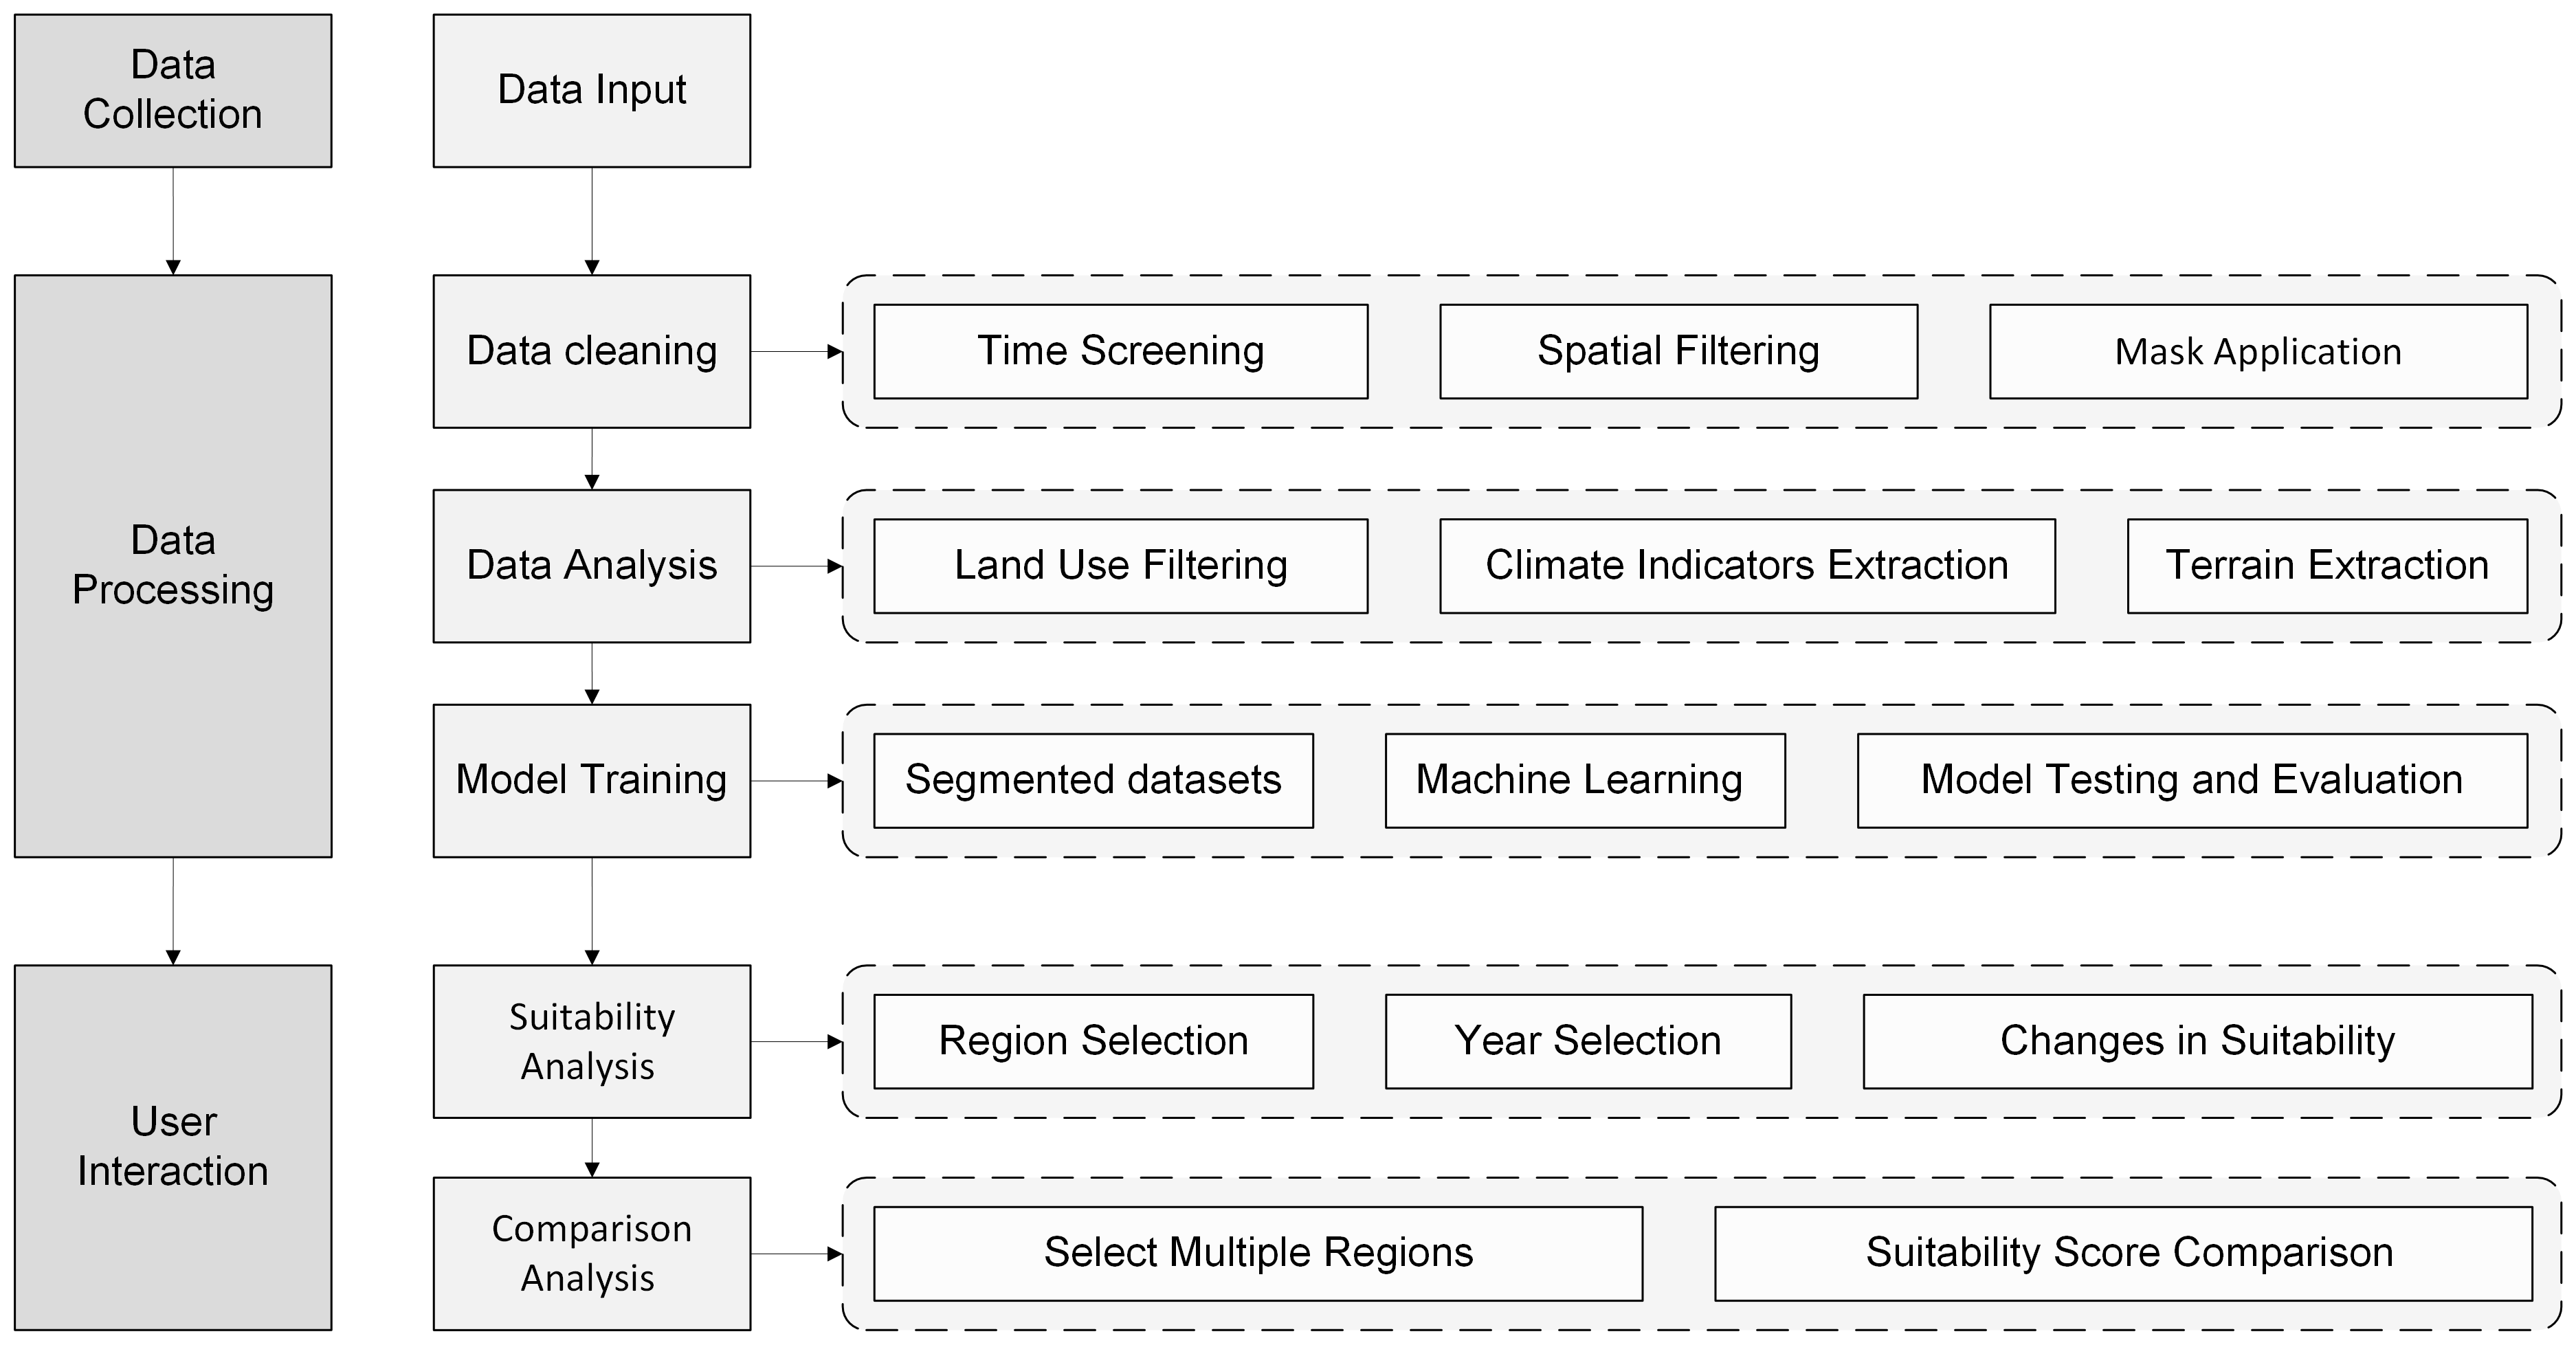 Data
Collection
Data Input
Data
Processing
Data cleaning
Time Screening
Spatial Filtering
Mask Application
Data Analysis
Land Use Filtering
Climate Indicators Extraction
Terrain Extraction
Model Training
Segmented datasets
Machine Learning
Model Testing and Evaluation
User
Interaction
Suitability
Analysis
Region Selection
Year Selection
Changes in Suitability
Comparison
Analysis
Select Multiple Regions
Suitability Score Comparison